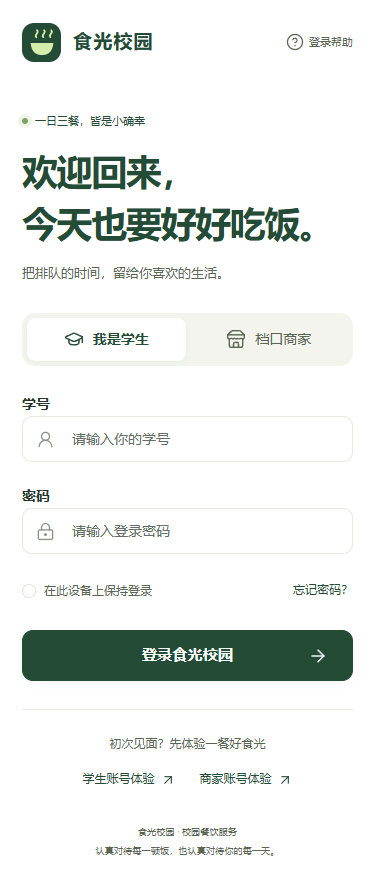 食光校园
登录帮助
一日三餐，皆是小确幸
欢迎回来，
今天也要好好吃饭。
把排队的时间，留给你喜欢的生活。
我是学生
档口商家
学号
请输入你的学号
密码
请输入登录密码
在此设备上保持登录
忘记密码？
登录食光校园
初次见面？先体验一餐好食光
学生账号体验
商家账号体验
食光校园 · 校园餐饮服务
认真对待每一顿饭，也认真对待你的每一天。